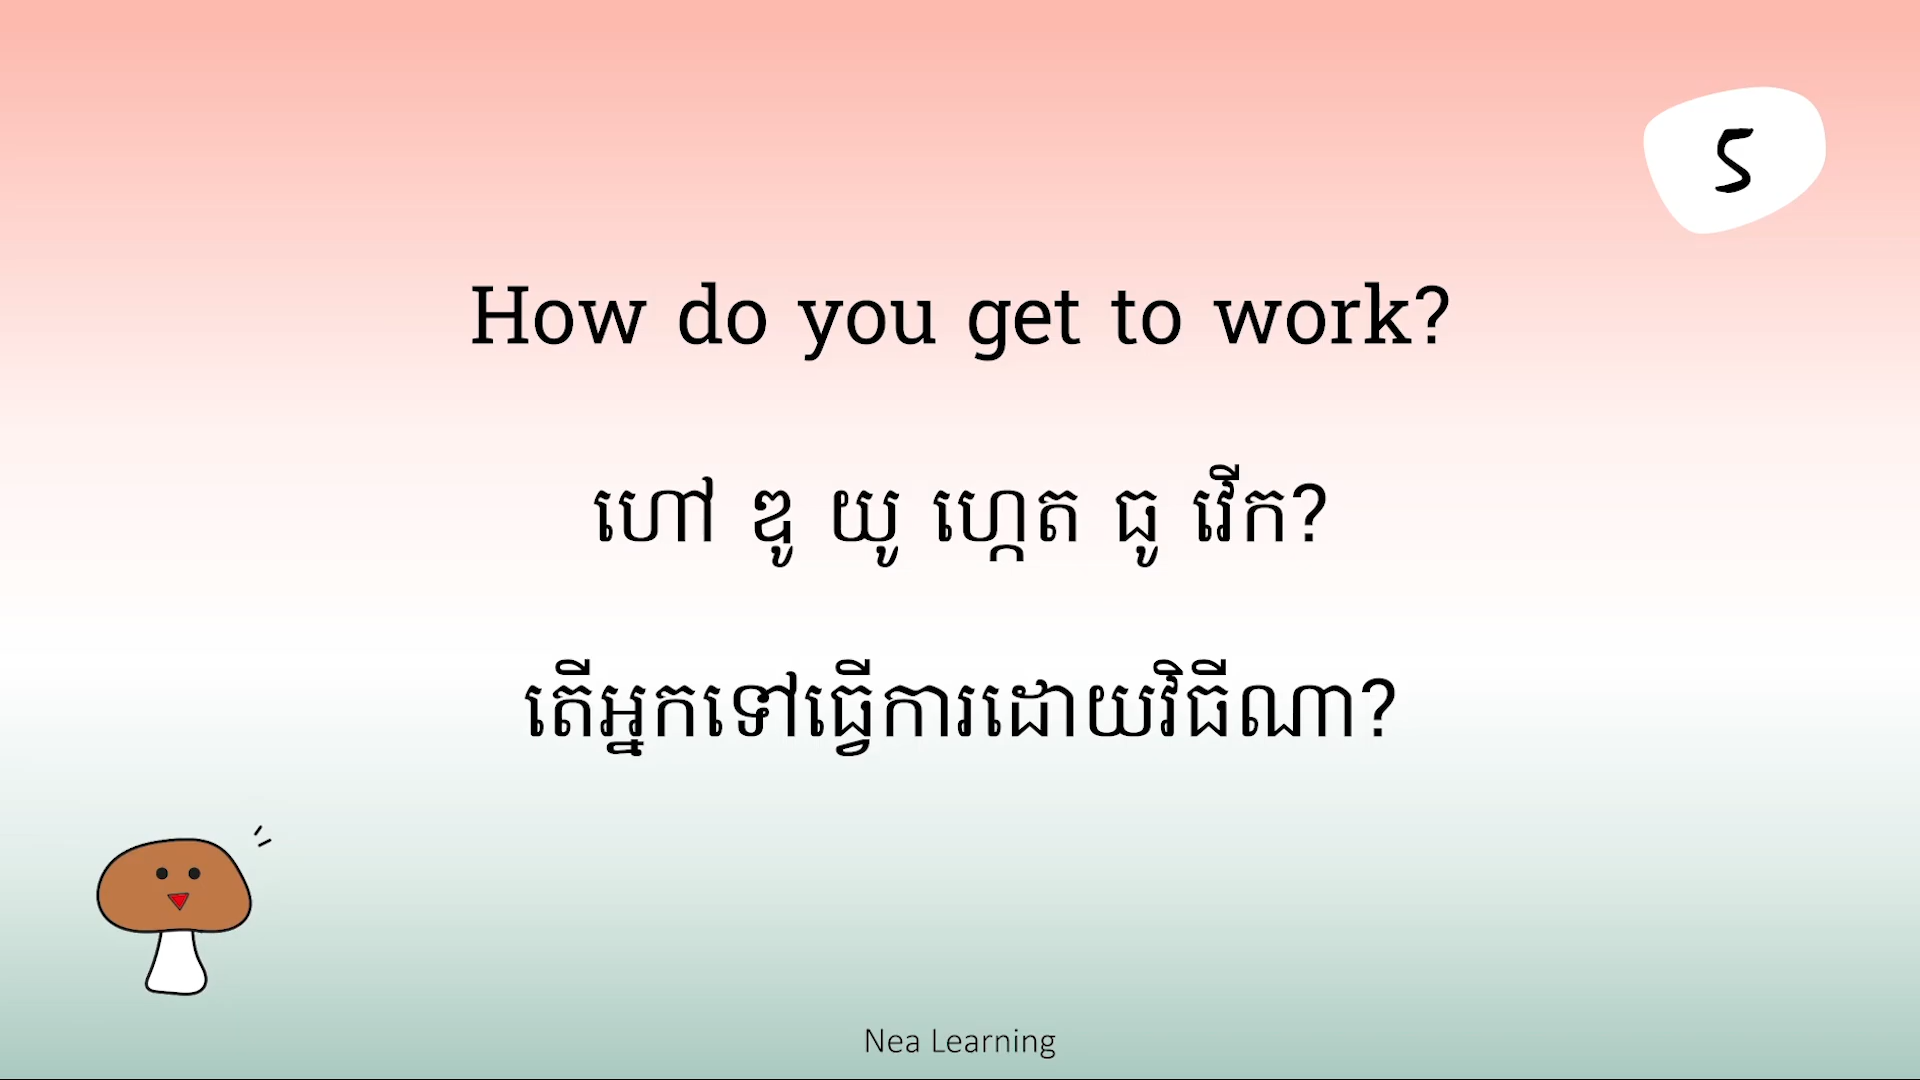 5
How do you get to work?
ហៅ ឌូ យូ ហ្គេត ធូ វើក?
តើអ្នកទៅធ្វើការដោយវិធីណា?
Nea Learning